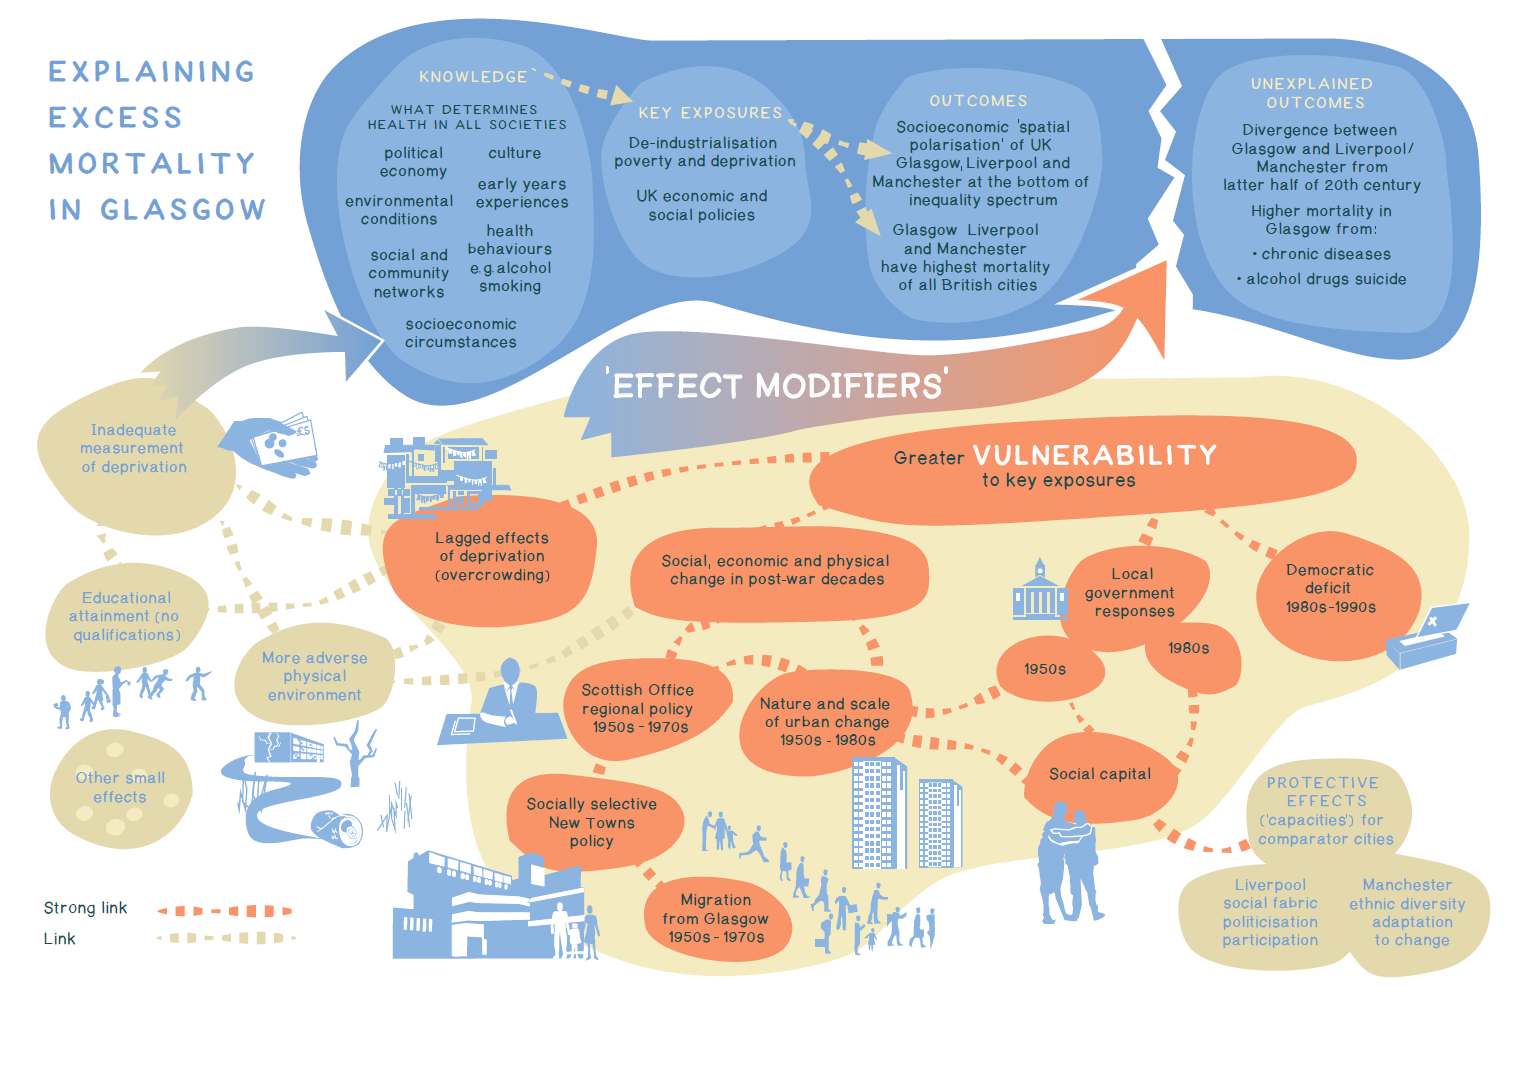 EXPLAINING
EXCESS
MORTALITY
IN GLASGOW
KNOWLEDGE
WHAT DETERMINES
HEALTH IN ALL SOCIETIES
political
economy
culture
environmental
conditions
early years
experiences
social and
community
networks
health
behaviours
e.g. alcohol
smoking
socioeconomic
circumstances
KEY EXPOSURES
De-industrialisation
poverty and deprivation
UK economic and
social policies
OUTCOMES
Socioeconomic 'spatial
polarisation' of UK
Glasgow, Liverpool and
Manchester at the bottom of
inequality spectrum
Glasgow Liverpool
and Manchester
have highest mortality
of all British cities
UNEXPLAINED
OUTCOMES
Divergence between
Glasgow and Liverpool/
Manchester from
latter half of 20th century
Higher mortality in
Glasgow from:
• chronic diseases
• alcohol drugs suicide
'EFFECT MODIFIERS'
Inadequate
measurement
of deprivation
£5
Greater VULNERABILITY
to key exposures
Lagged effects
of deprivation
(overcrowding)
Social, economic and physical
change in post-war decades
Local
government
responses
Democratic
deficit
1980s-1990s
Educational
attainment (no
qualifications)
More adverse
physical
environment
1950s
1980s
Scottish Office
regional policy
1950s - 1970s
Nature and scale
of urban change
1950s - 1980s
Other small
effects
Social capital
Socially selective
New Towns
policy
PROTECTIVE
EFFECTS
('capacities') for
comparator cities
Migration
from Glasgow
1950s - 1970s
Liverpool
social fabric
politicisation
participation
Manchester
ethnic diversity
adaptation
to change
Strong link
Link